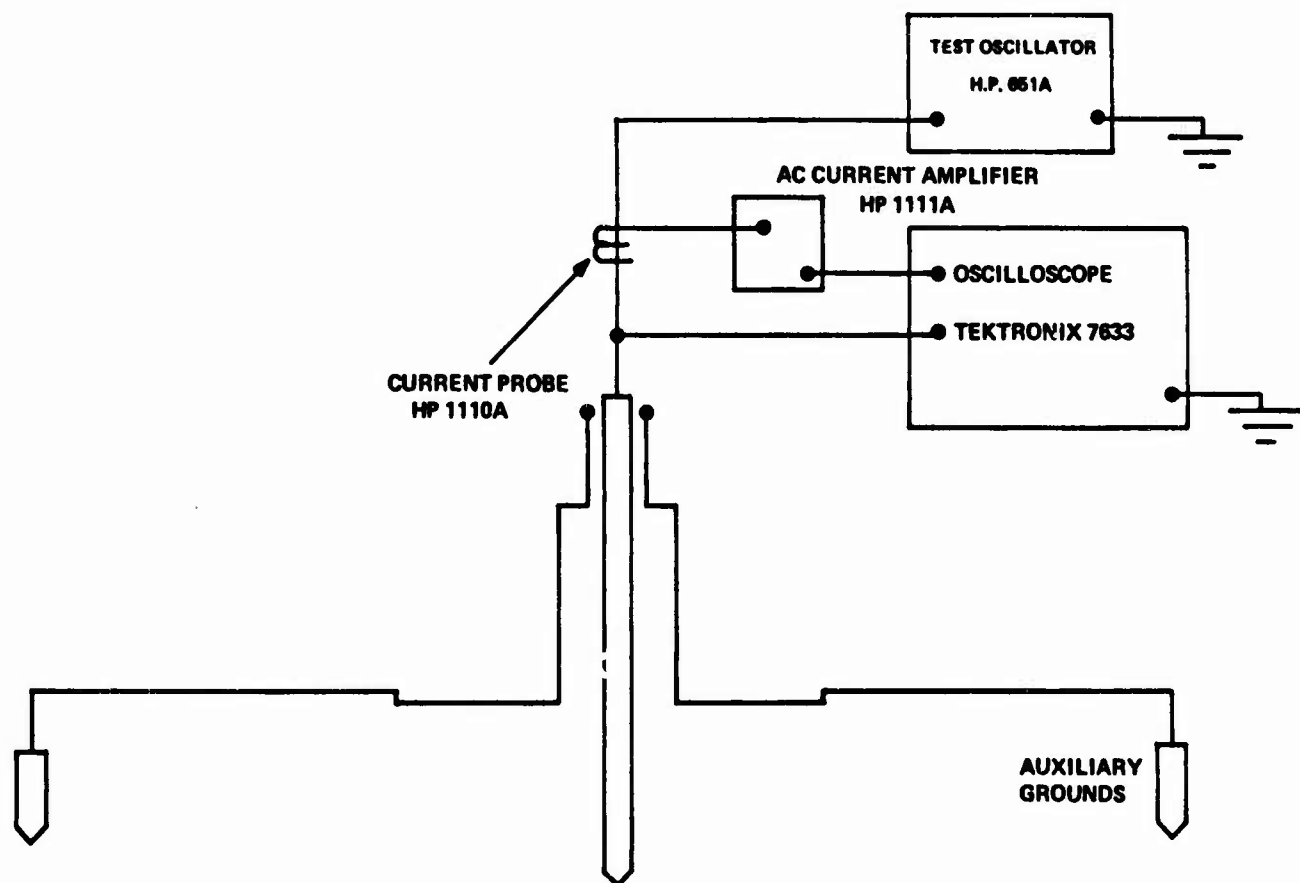 TEST OSCILLATOR
H.P. 651A
AC CURRENT AMPLIFIER
HP 1111A
OSCILLOSCOPE
TEKTRONIX 7633
CURRENT PROBE
HP 1110A
AUXILIARY
GROUNDS